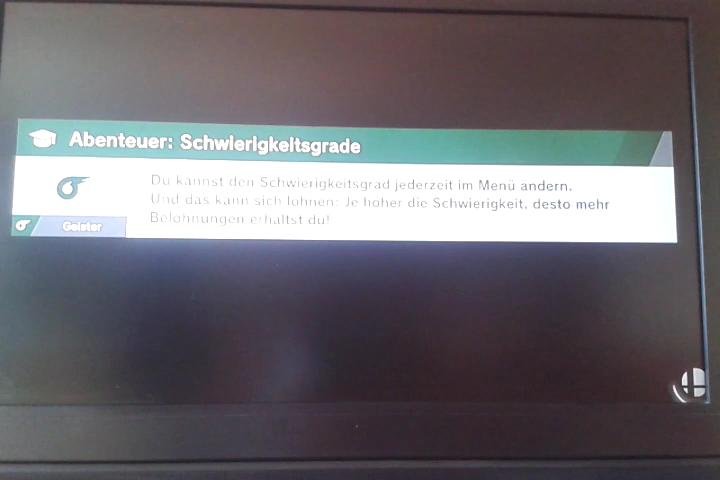 Abenteuer: Schwierigkeitsgrade
Du kannst den Schwierigkeitsgrad jederzeit im Menü ändern.
Und das kann sich lohnen: Je höher die Schwierigkeit, desto mehr
Belohnungen erhältst du!
Geister